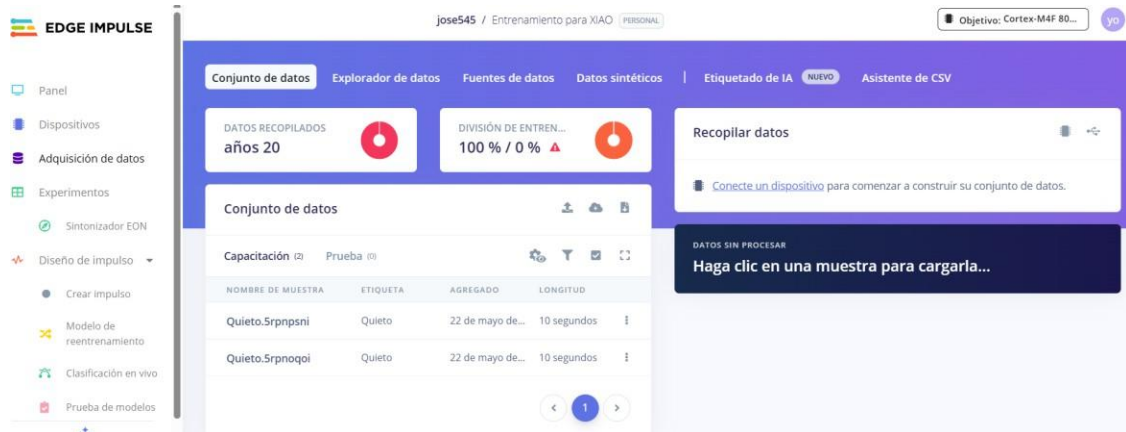 EDGE IMPULSE
jose545 / Entrenamiento para XIAO PERSONAL
Objetivo: Cortex-M4F 80...
yo
Panel
Dispositivos
Adquisición de datos
Experimentos
Sintonizador EON
Diseño de impulso
Crear impulso
Modelo de
reentrenamiento
Clasificación en vivo
Prueba de modelos
Conjunto de datos Explorador de datos Fuentes de datos Datos sintéticos | Etiquetado de IA NUEVO Asistente de CSV
DATOS RECOPILADOS
años 20
DIVISIÓN DE ENTREN...
100 % / 0 %
Conjunto de datos
Capacitación (2) Prueba (0)
NOMBRE DE MUESTRA ETIQUETA AGREGADO LONGITUD
Quieto.5rpnpsni Quieto 22 de mayo de... 10 segundos
Quieto.5rpnoqoi Quieto 22 de mayo de... 10 segundos
1
Recopilar datos
Conecte un dispositivo para comenzar a construir su conjunto de datos.
DATOS SIN PROCESAR
Haga clic en una muestra para cargarla...